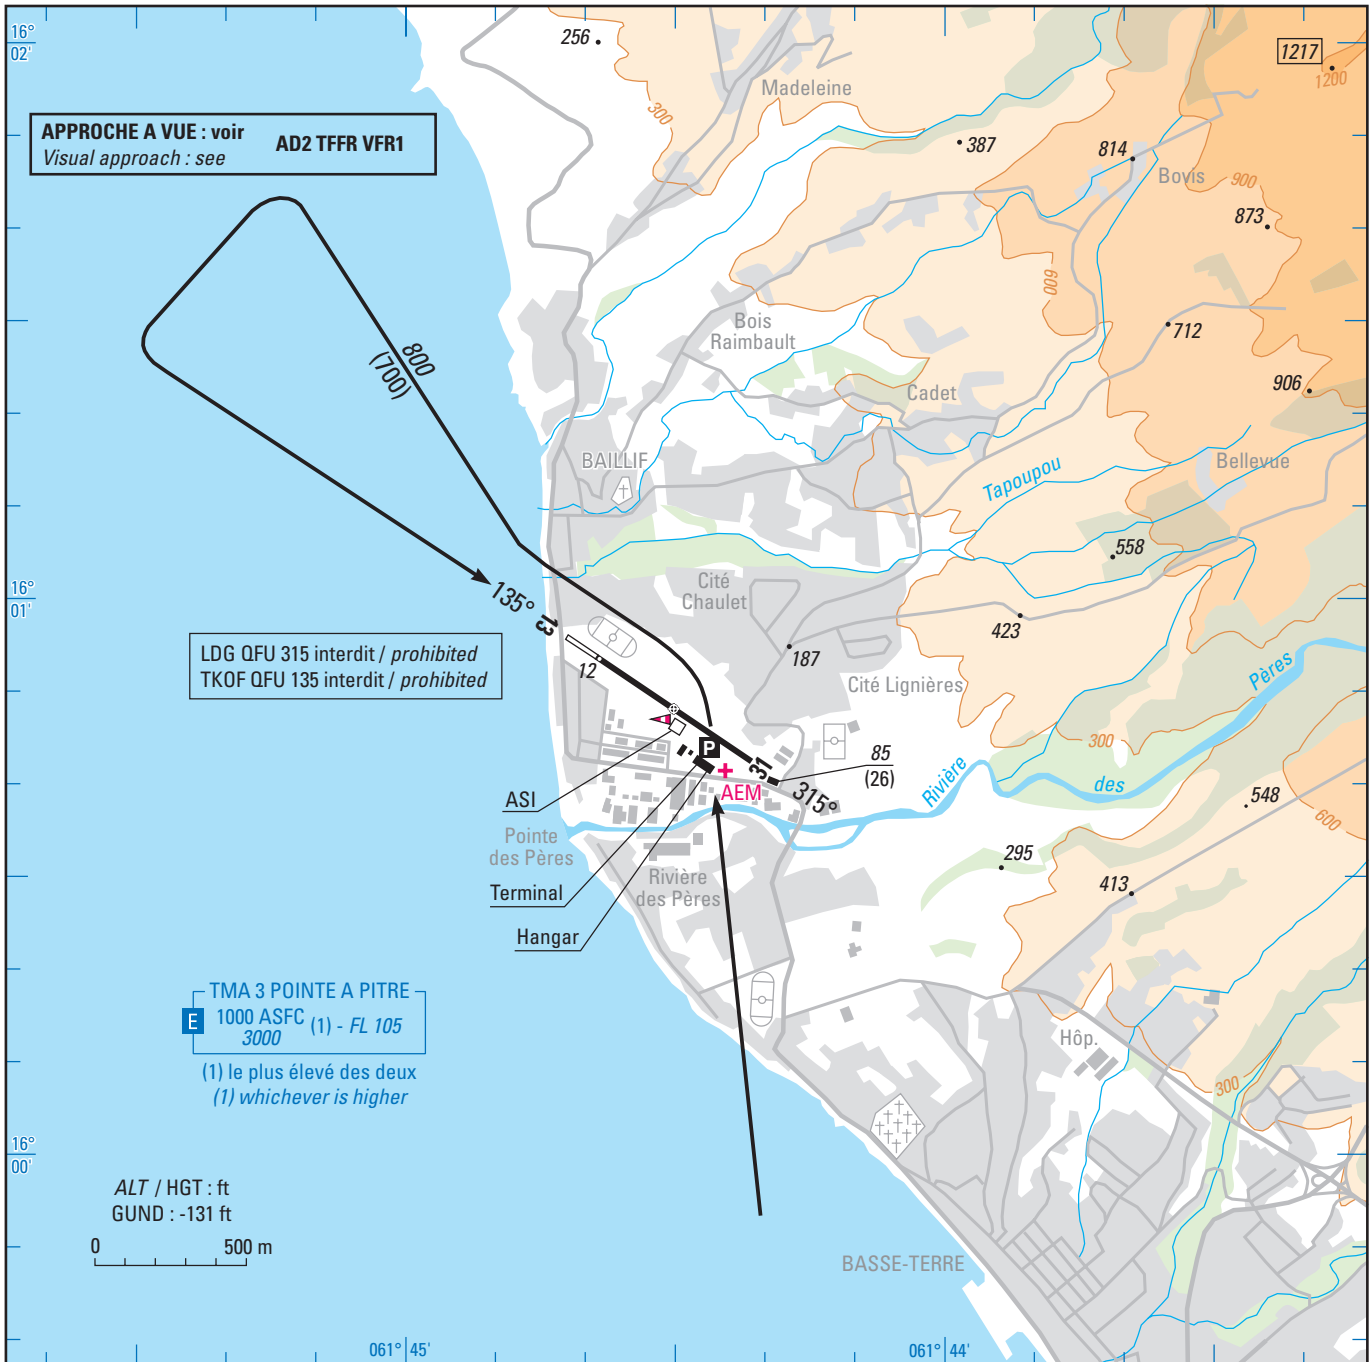 16°
02'
256
1217
1200
Madeleine
300
APPROCHE A VUE : voir
Visual approach : see
AD2 TFFR VFR1
387
814
Bovis
900
873
600
800
(700)
Bois
Raimbault
712
906
Cadet
BAILLIF
Tapoupou
Bellevue
558
16°
01'
135°
13
Cité
Chaulet
423
LDG QFU 315 interdit / prohibited
TKOF QFU 135 interdit / prohibited
12
187
Cité Lignières
Pères
P
31
85
(26)
300
ASI
AEM
315°
Rivière
des
548
600
Pointe
des Pères
Terminal
Rivière
des Pères
295
413
Hangar
TMA 3 POINTE A PITRE
E
1000 ASFC
3000
(1) - FL 105
(1) le plus élevé des deux
(1) whichever is higher
Hôp.
300
16°
00'
ALT / HGT : ft
GUND : -131 ft
0
500 m
BASSE-TERRE
061° 45'
061° 44'